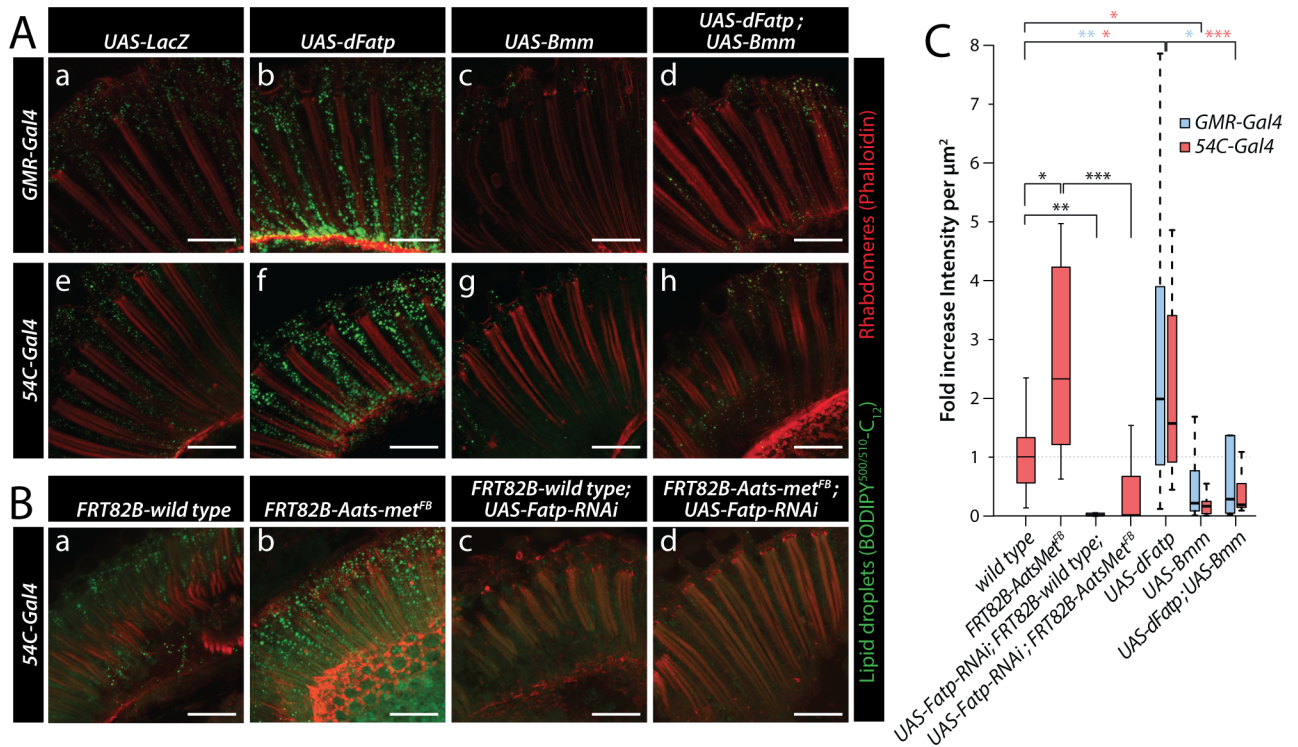 A
UAS-LacZ
UAS-dFatp
UAS-Bmm
UAS-dFatp ;
UAS-Bmm
GMR-Gal4
a
b
c
d
54C-Gal4
e
f
g
h
B
FRT82B-wild type
FRT82B-Aats-metFB
FRT82B-wild type;
UAS-Fatp-RNAi
FRT82B-Aats-metFB;
UAS-Fatp-RNAi
54C-Gal4
a
b
c
d
Lipid droplets (BODIPY500/510-C12)
Rhabdomeres (Phalloidin)
C
*
** *
* ***
GMR-Gal4
54C-Gal4
* ***
**
Fold increase Intensity per μm²
8
7
6
5
4
3
2
1
0
wild type
FRT82B-AatsMetFB
UAS-Fatp-RNAi; FRT82B-wild type;
UAS-Fatp-RNAi ; FRT82B-AatsMetFB
UAS-dFatp
UAS-Bmm
UAS-dFatp ; UAS-Bmm